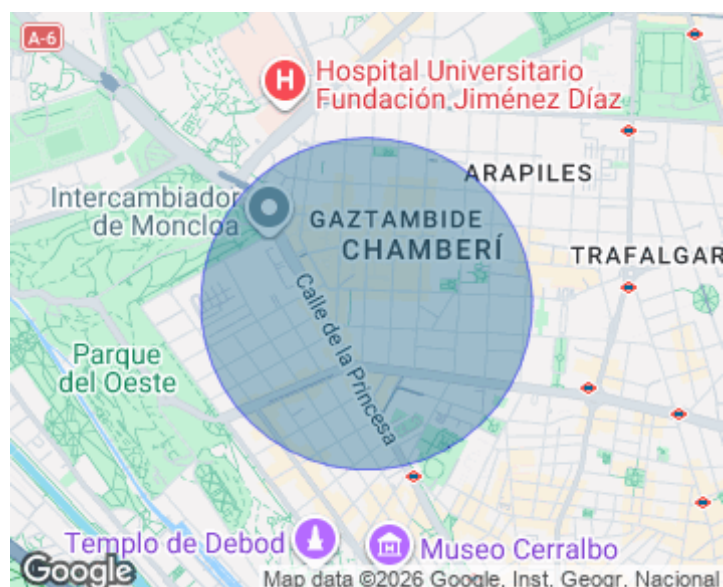 A-6
H
Hospital Universitario
Fundación Jiménez Díaz
ARAPILES
Intercambiador
de Moncloa
GAZTAMBIDE
CHAMBERÍ
TRAFALGAR
Calle de la Princesa
Parque
del Oeste
Templo de Debod
Museo Cerralbo
Google
Map data ©2026 Google, Inst. Geogr. Nacional